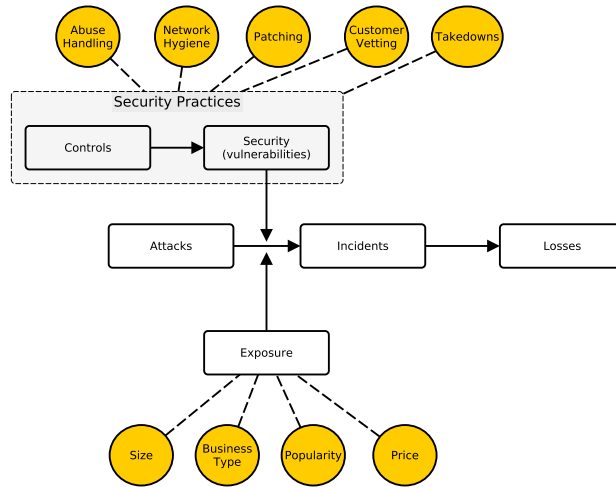 Abuse
Handling
Network
Hygiene
Patching
Customer
Vetting
Takedowns
Security Practices
Controls
Security
(vulnerabilities)
Attacks
Incidents
Losses
Exposure
Size
Business
Type
Popularity
Price